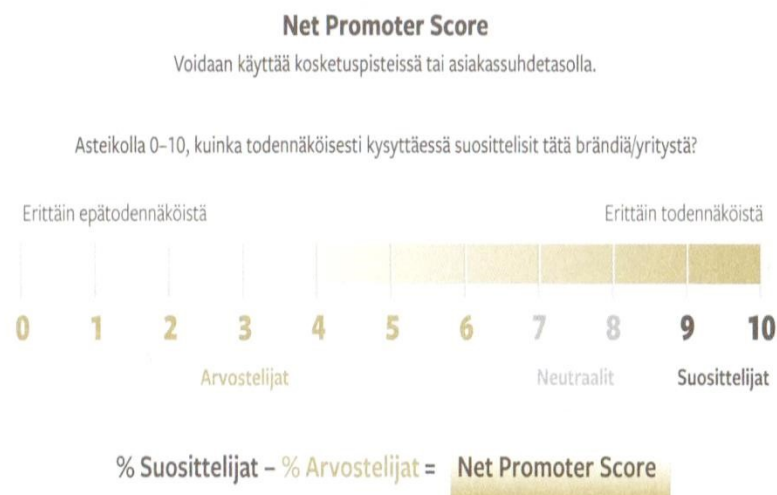 Net Promoter Score
Voidaan käyttää kosketuspisteissä tai asiakassuhdetasolla.
Asteikolla 0–10, kuinka todennäköisesti kysyttäessä suosittelisit tätä brändiä/yritystä?
Erittäin epätodennäköistä Erittäin todennäköistä
0 1 2 3 4 5 6 7 8 9 10
Arvostelijat Neutraalit Suosittelijat
% Suosittelijat – % Arvostelijat = Net Promoter Score